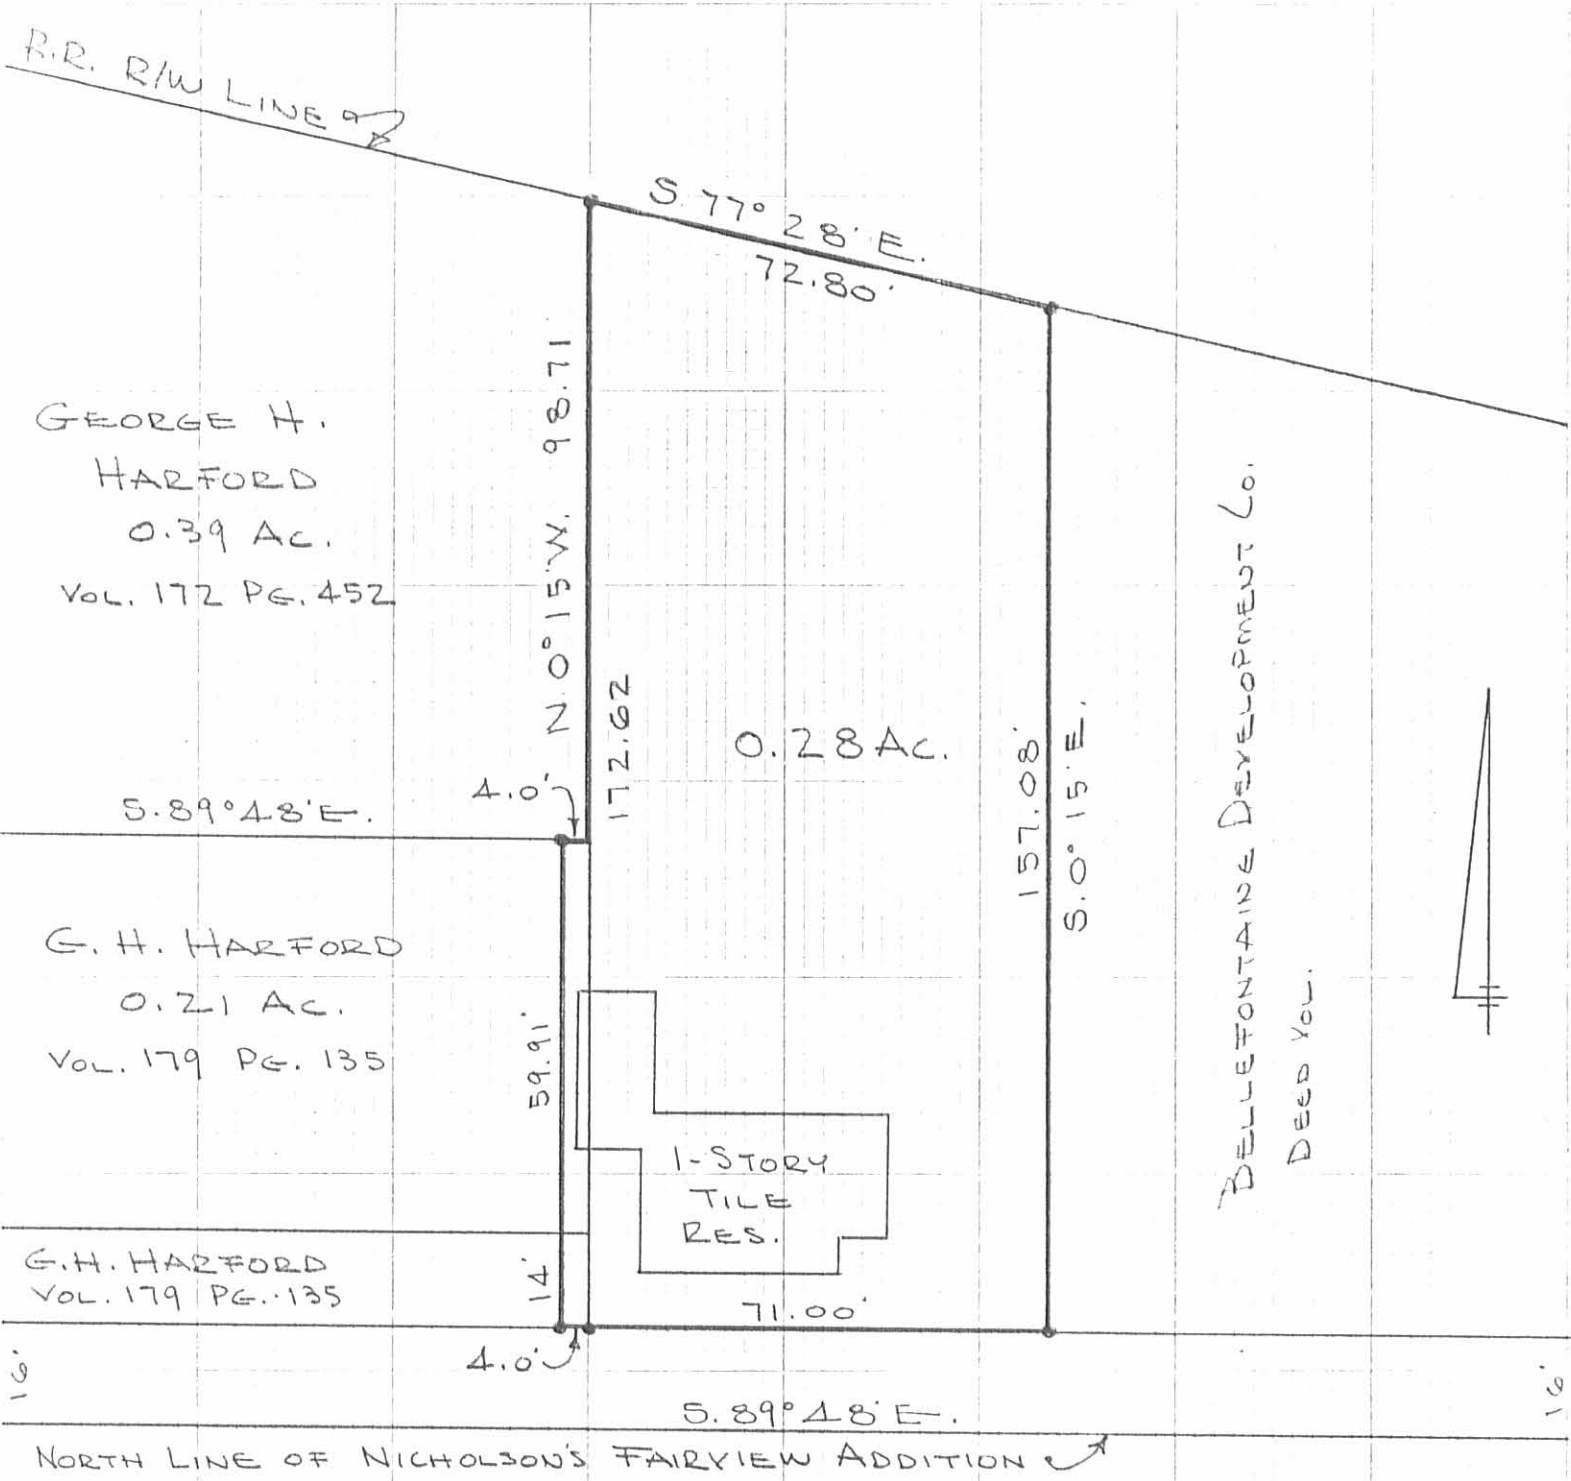 R.R. R/W LINE
S. 77° 28' E.
72.80'
N. 0° 15' W. 98.71
172.62
GEORGE H.
HARFORD
0.39 AC.
VOL. 172 PG. 452
0.28 AC.
157.08'
S. 0° 15' E.
BELLEFONTAINE DEVELOPMENT CO.
DEED VOL.
4.0'
S. 89° 48' E.
G. H. HARFORD
0.21 AC.
VOL. 179 PG. 135
59.91'
1-STORY
TILE
RES.
G.H. HARFORD
VOL. 179 PG. 135
14'
71.00'
4.0'
16'
16'
S. 89° 48' E.
NORTH LINE OF NICHOLSON'S FAIRVIEW ADDITION